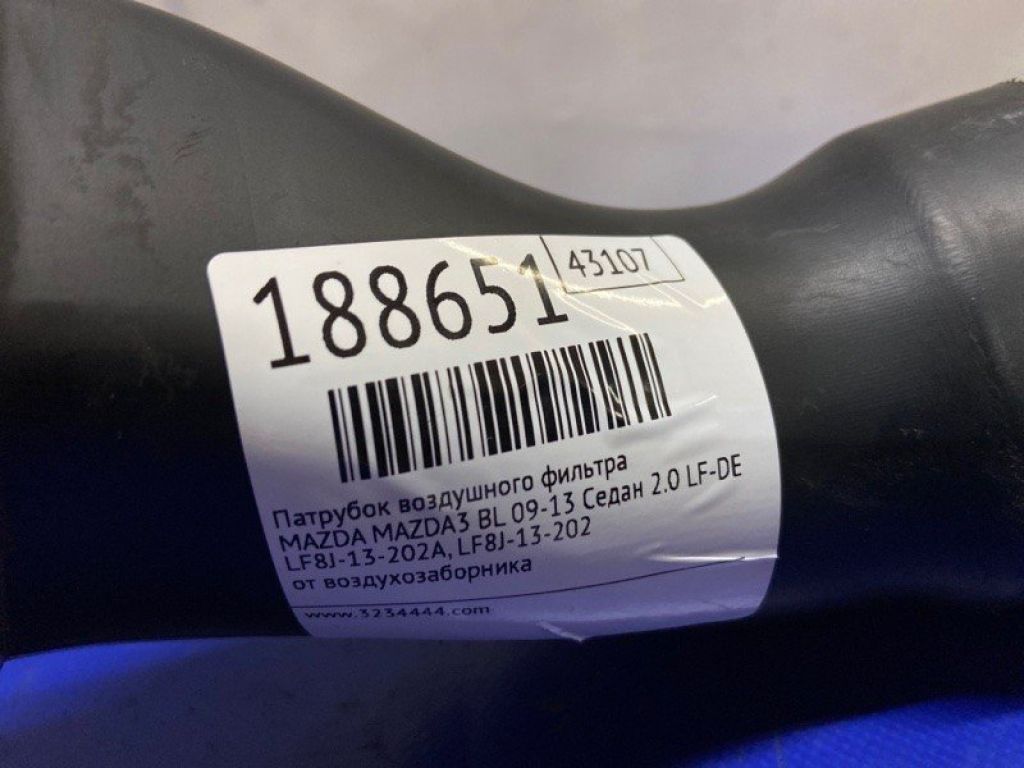 188651
43107
Патрубок воздушного фильтра
MAZDA MAZDA3 BL 09-13 Седан 2.0 LF-DE
LF8J-13-202A, LF8J-13-202
от воздухозаборника
www.3234444.com